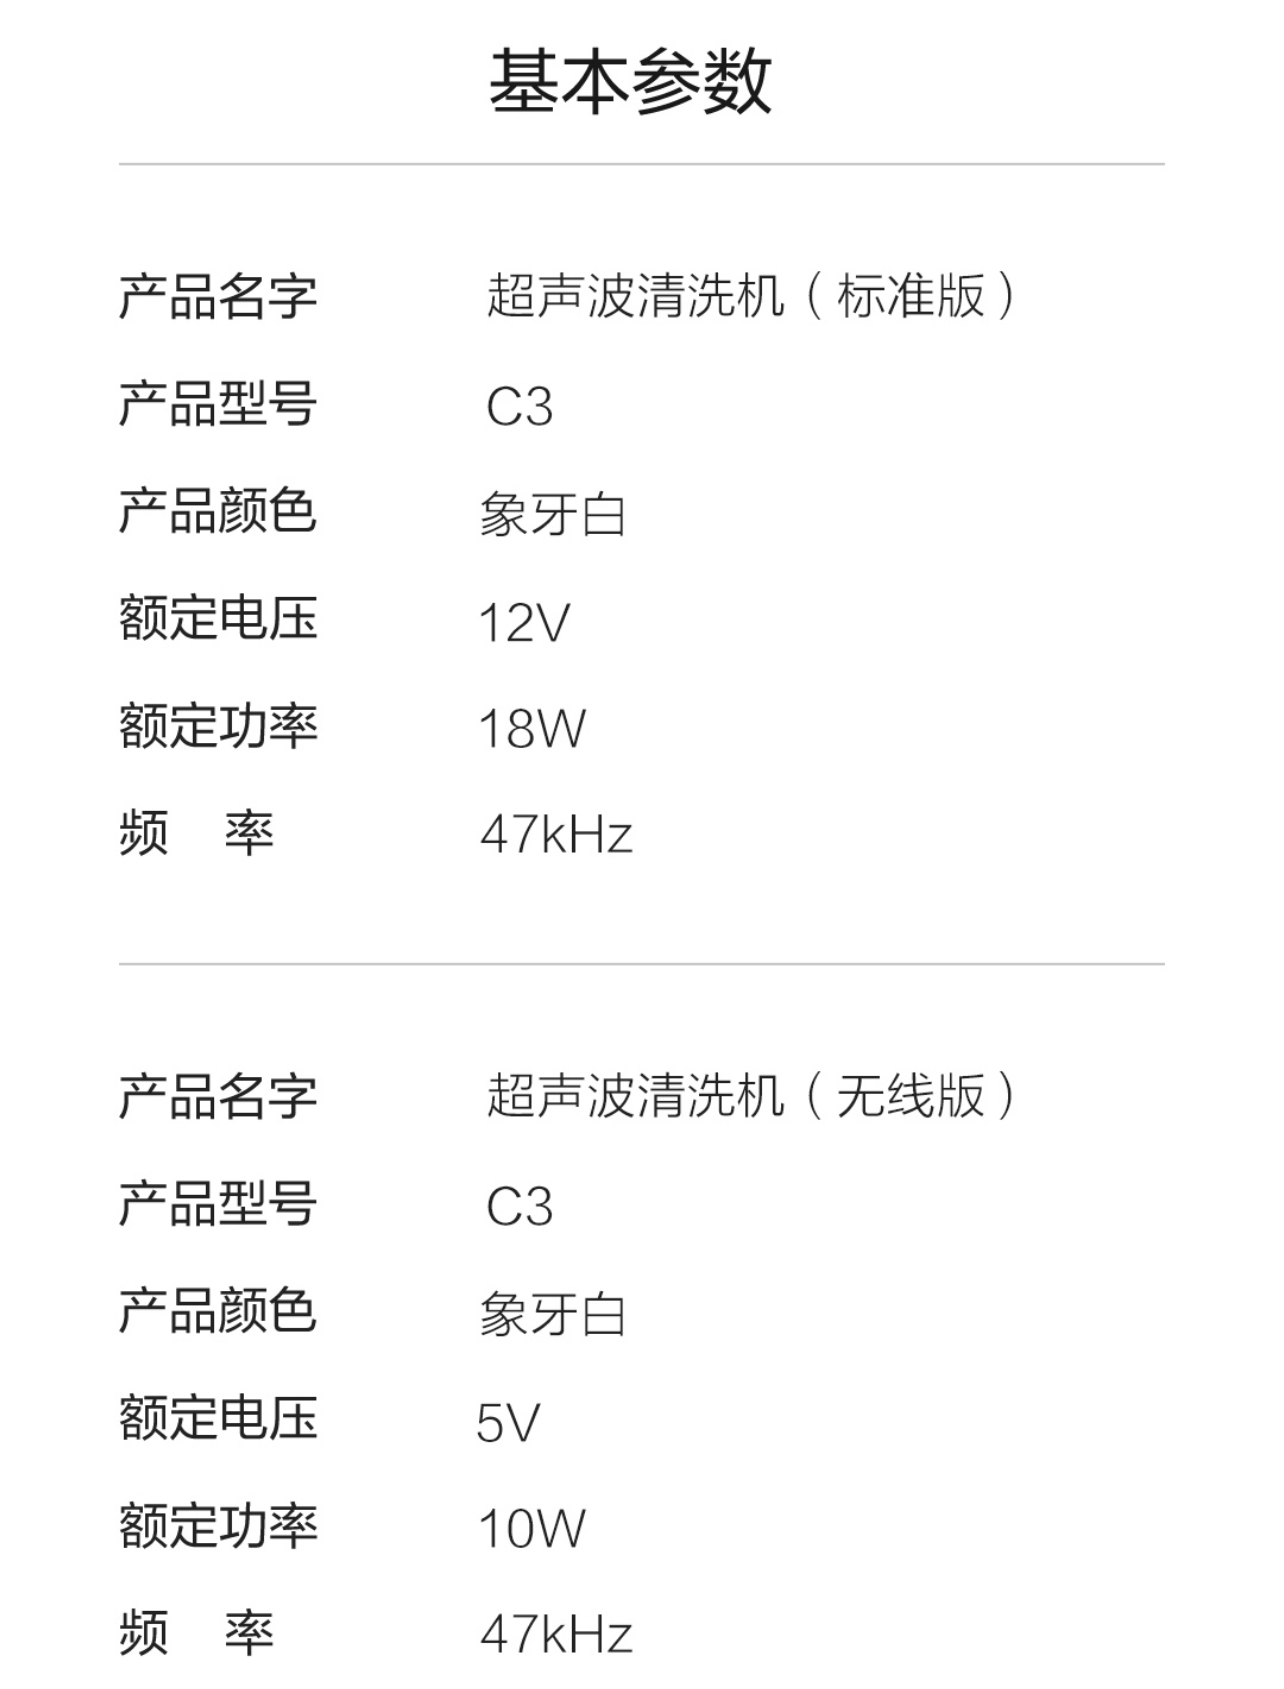 基本参数
产品名字 超声波清洗机（标准版）
产品型号 C3
产品颜色 象牙白
额定电压 12V
额定功率 18W
频 率 47kHz
产品名字 超声波清洗机（无线版）
产品型号 C3
产品颜色 象牙白
额定电压 5V
额定功率 10W
频 率 47kHz